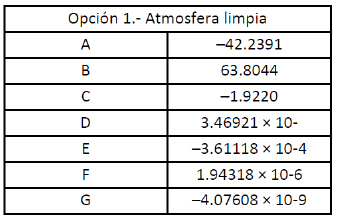 Opción 1.- Atmosfera limpia
A –42.2391
B 63.8044
C –1.9220
D 3.46921 × 10-
E –3.61118 × 10-4
F 1.94318 × 10-6
G –4.07608 × 10-9